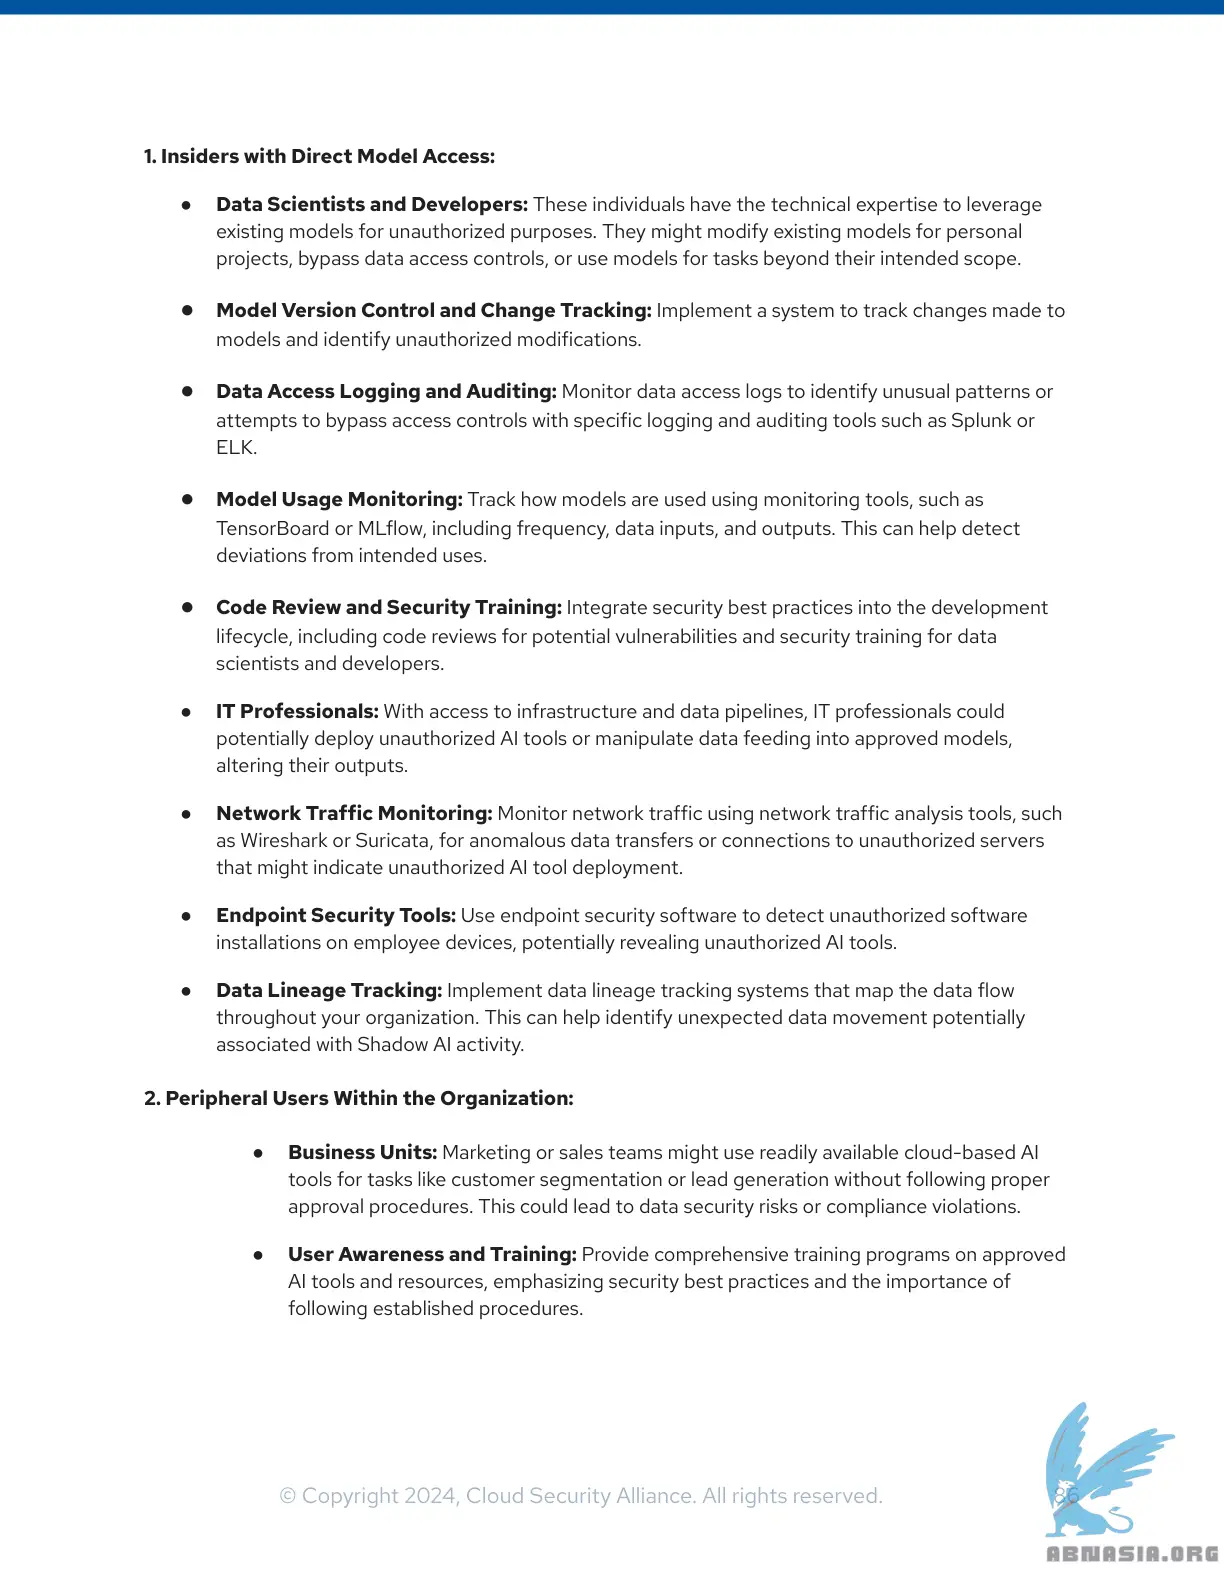 1. Insiders with Direct Model Access:
● Data Scientists and Developers: These individuals have the technical expertise to leverage
existing models for unauthorized purposes. They might modify existing models for personal
projects, bypass data access controls, or use models for tasks beyond their intended scope.
● Model Version Control and Change Tracking: Implement a system to track changes made to
models and identify unauthorized modifications.
● Data Access Logging and Auditing: Monitor data access logs to identify unusual patterns or
attempts to bypass access controls with specific logging and auditing tools such as Splunk or
ELK.
● Model Usage Monitoring: Track how models are used using monitoring tools, such as
TensorBoard or MLflow, including frequency, data inputs, and outputs. This can help detect
deviations from intended uses.
● Code Review and Security Training: Integrate security best practices into the development
lifecycle, including code reviews for potential vulnerabilities and security training for data
scientists and developers.
● IT Professionals: With access to infrastructure and data pipelines, IT professionals could
potentially deploy unauthorized AI tools or manipulate data feeding into approved models,
altering their outputs.
● Network Traffic Monitoring: Monitor network traffic using network traffic analysis tools, such
as Wireshark or Suricata, for anomalous data transfers or connections to unauthorized servers
that might indicate unauthorized AI tool deployment.
● Endpoint Security Tools: Use endpoint security software to detect unauthorized software
installations on employee devices, potentially revealing unauthorized AI tools.
● Data Lineage Tracking: Implement data lineage tracking systems that map the data flow
throughout your organization. This can help identify unexpected data movement potentially
associated with Shadow AI activity.
2. Peripheral Users Within the Organization:
● Business Units: Marketing or sales teams might use readily available cloud-based AI
tools for tasks like customer segmentation or lead generation without following proper
approval procedures. This could lead to data security risks or compliance violations.
● User Awareness and Training: Provide comprehensive training programs on approved
AI tools and resources, emphasizing security best practices and the importance of
following established procedures.
© Copyright 2024, Cloud Security Alliance. All rights reserved.
86
ABNASIA.ORG